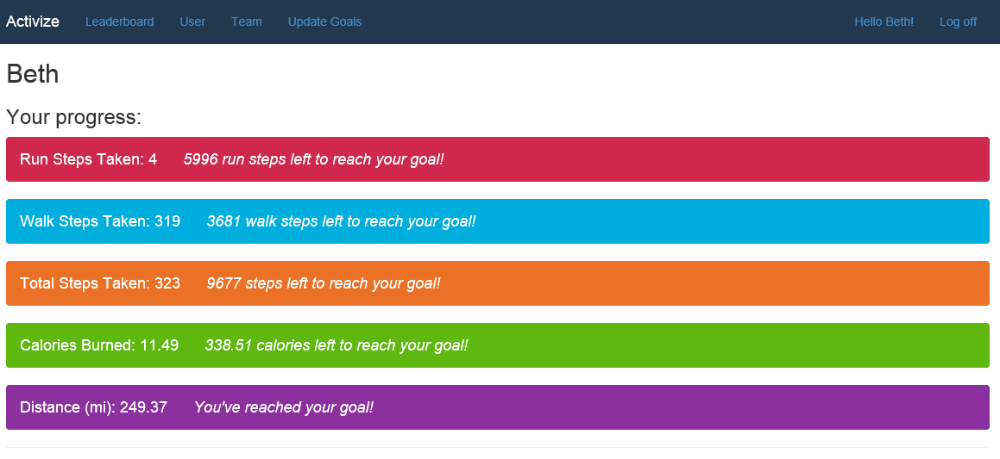 Activize Leaderboard User Team Update Goals Hello Beth! Log off
Beth
Your progress:
Run Steps Taken: 4 5996 run steps left to reach your goal!
Walk Steps Taken: 319 3681 walk steps left to reach your goal!
Total Steps Taken: 323 9677 steps left to reach your goal!
Calories Burned: 11.49 338.51 calories left to reach your goal!
Distance (mi): 249.37 You've reached your goal!